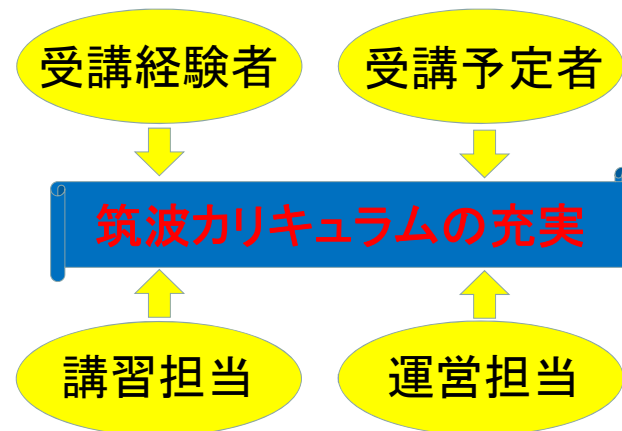 受講経験者
受講予定者
筑波カリキュラムの充実
講習担当
運営担当